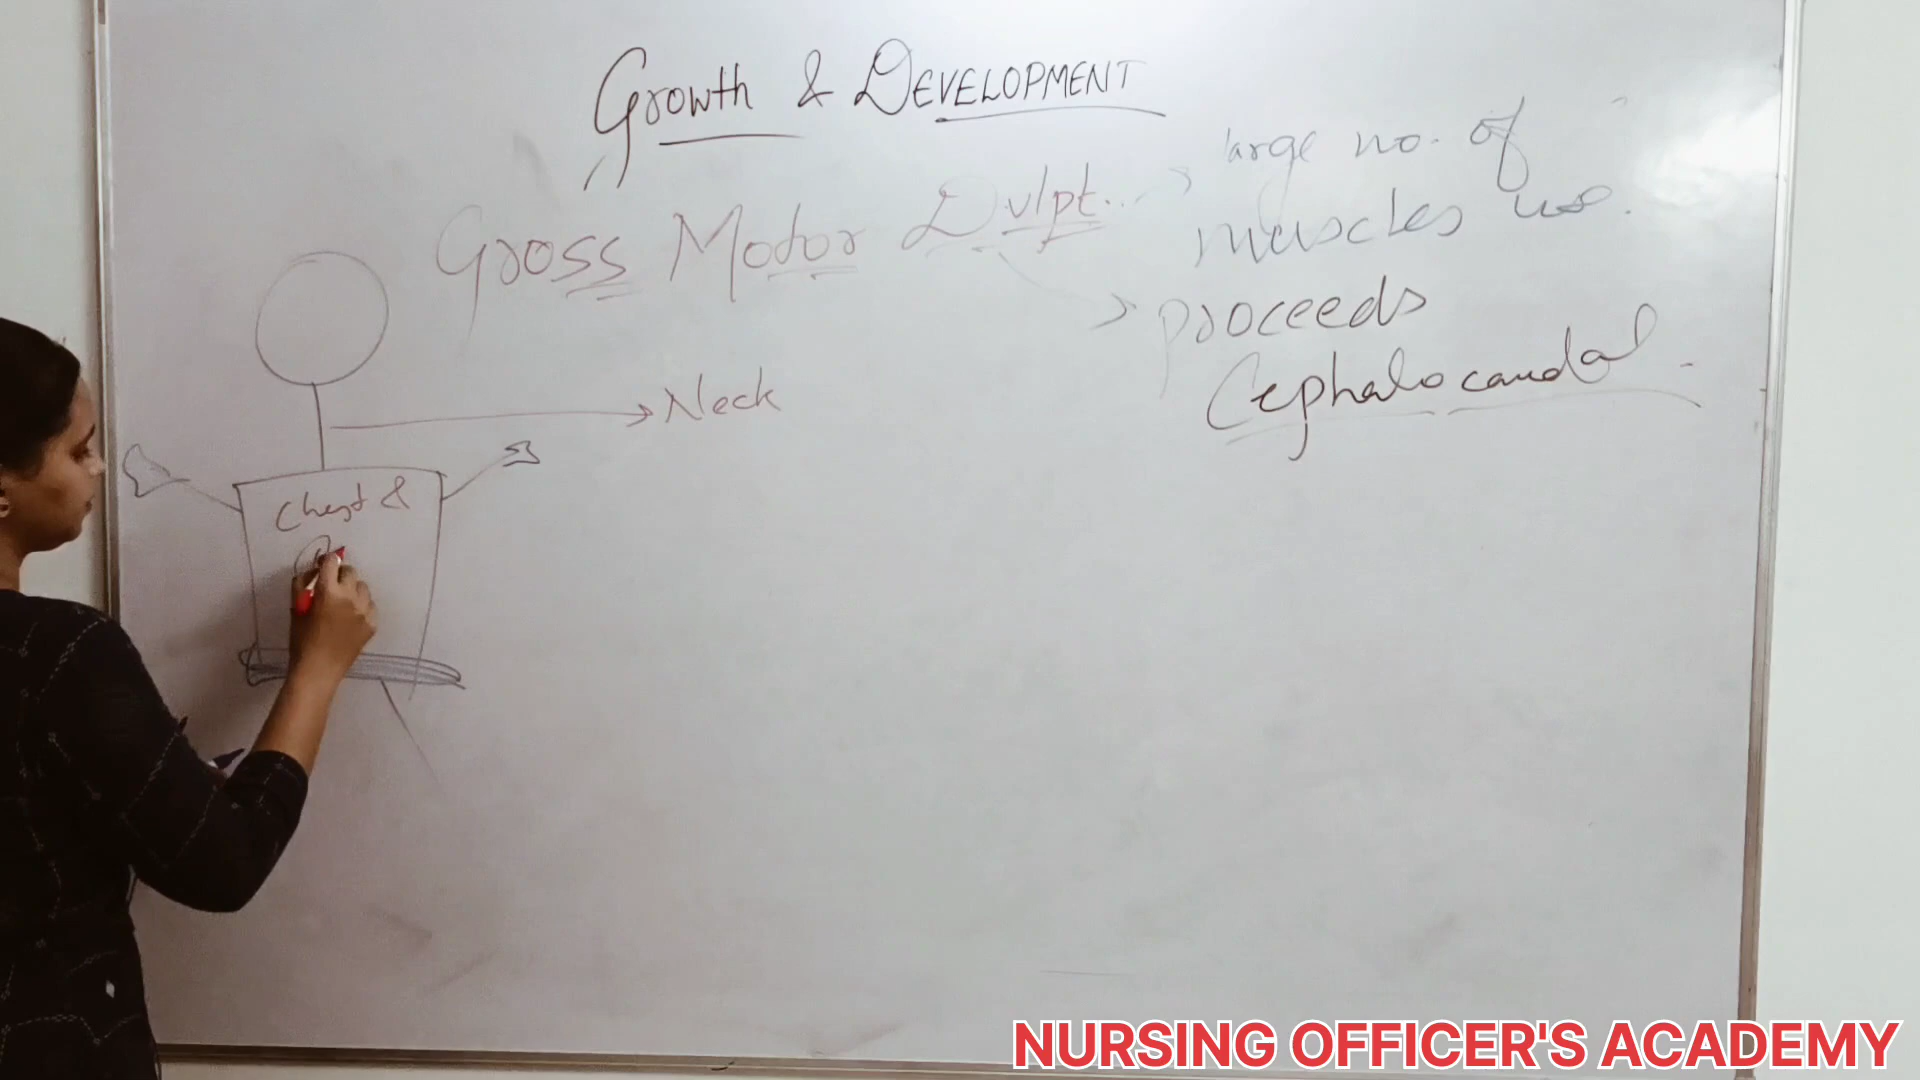 Growth & DEVELOPMENT
Gross Motor Dvlpt.
large no. of
muscles use.
proceeds
Cephalocaudal
Neck
Chest &
NURSING OFFICER'S ACADEMY